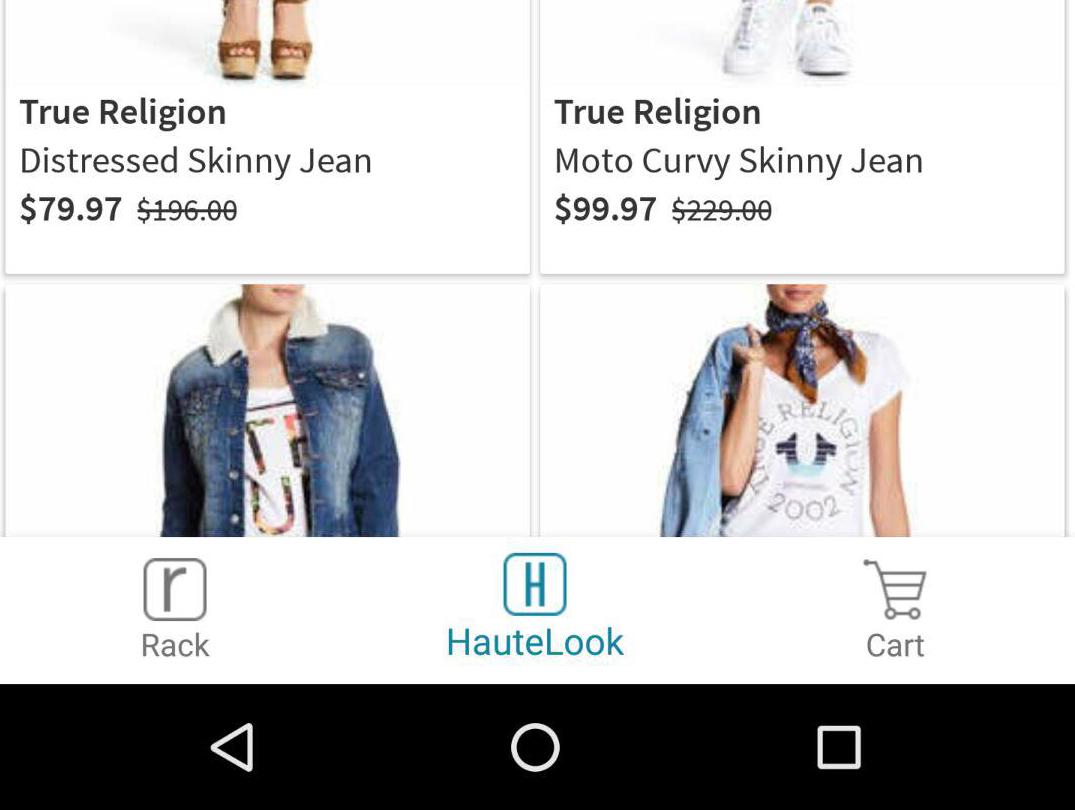 True Religion
Distressed Skinny Jean
$79.97 $196.00
True Religion
Moto Curvy Skinny Jean
$99.97 $229.00
TR
U
TRUE RELIGION
2002
r
Rack
H
HauteLook
Cart